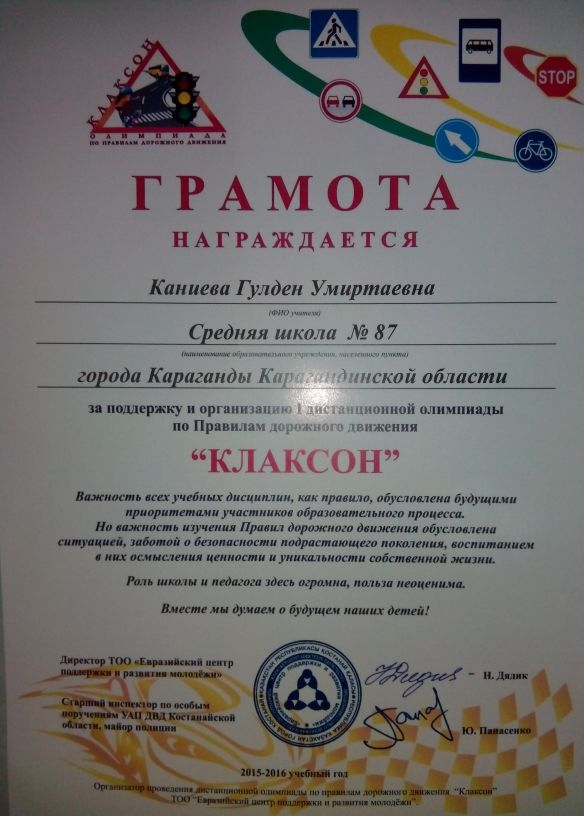 КЛАКСОН
ОЛИМПИАДА
ПО ПРАВИЛАМ ДОРОЖНОГО ДВИЖЕНИЯ
STOP
ГРАМОТА
НАГРАЖДАЕТСЯ
Каниева Гулден Умиртаевна
(ФИО учителя)
Средняя школа № 87
(наименование образовательного учреждения, населенного пункта)
города Караганды Карагандинской области
за поддержку и организацию I дистанционной олимпиады
по Правилам дорожного движения
“КЛАКСОН”
Важность всех учебных дисциплин, как правило, обусловлена будущими
приоритетами участников образовательного процесса.
Но важность изучения Правил дорожного движения обусловлена
ситуацией, заботой о безопасности подрастающего поколения, воспитанием
в них осмысления ценности и уникальности собственной жизни.
Роль школы и педагога здесь огромна, польза неоценима.
Вместе мы думаем о будущем наших детей!
Директор ТОО «Евразийский центр
поддержки и развития молодёжи»
Н. Дядик
Старший инспектор по особым
поручениям УАП ДВД Костанайской
области, майор полиции
Ю. Панасенко
2015-2016 учебный год
Организатор проведения дистанционной олимпиады по правилам дорожного движения “Клаксон”
ТОО “Евразийский центр поддержки и развития молодёжи”.